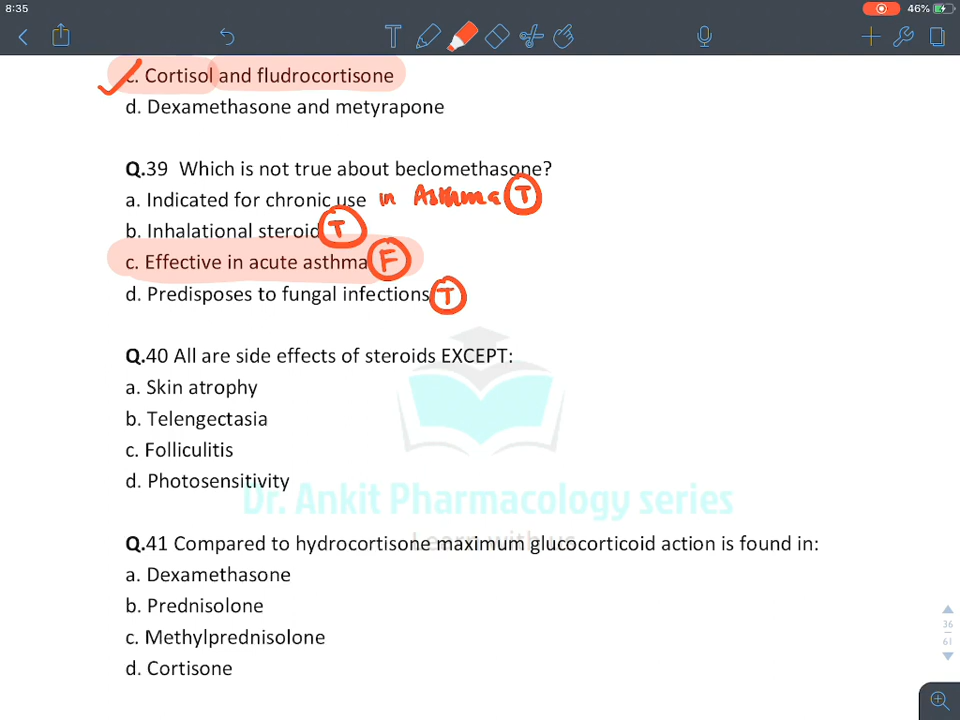 8:35
46%
T
c. Cortisol and fludrocortisone
d. Dexamethasone and metyrapone
Q.39 Which is not true about beclomethasone?
a. Indicated for chronic use in Asthma T
b. Inhalational steroid T
c. Effective in acute asthma F
d. Predisposes to fungal infections T
Q.40 All are side effects of steroids EXCEPT:
a. Skin atrophy
b. Telengectasia
c. Folliculitis
d. Photosensitivity
Dr. Ankit Pharmacology series
Learn with us
Q.41 Compared to hydrocortisone maximum glucocorticoid action is found in:
a. Dexamethasone
b. Prednisolone
c. Methylprednisolone
d. Cortisone
36
61